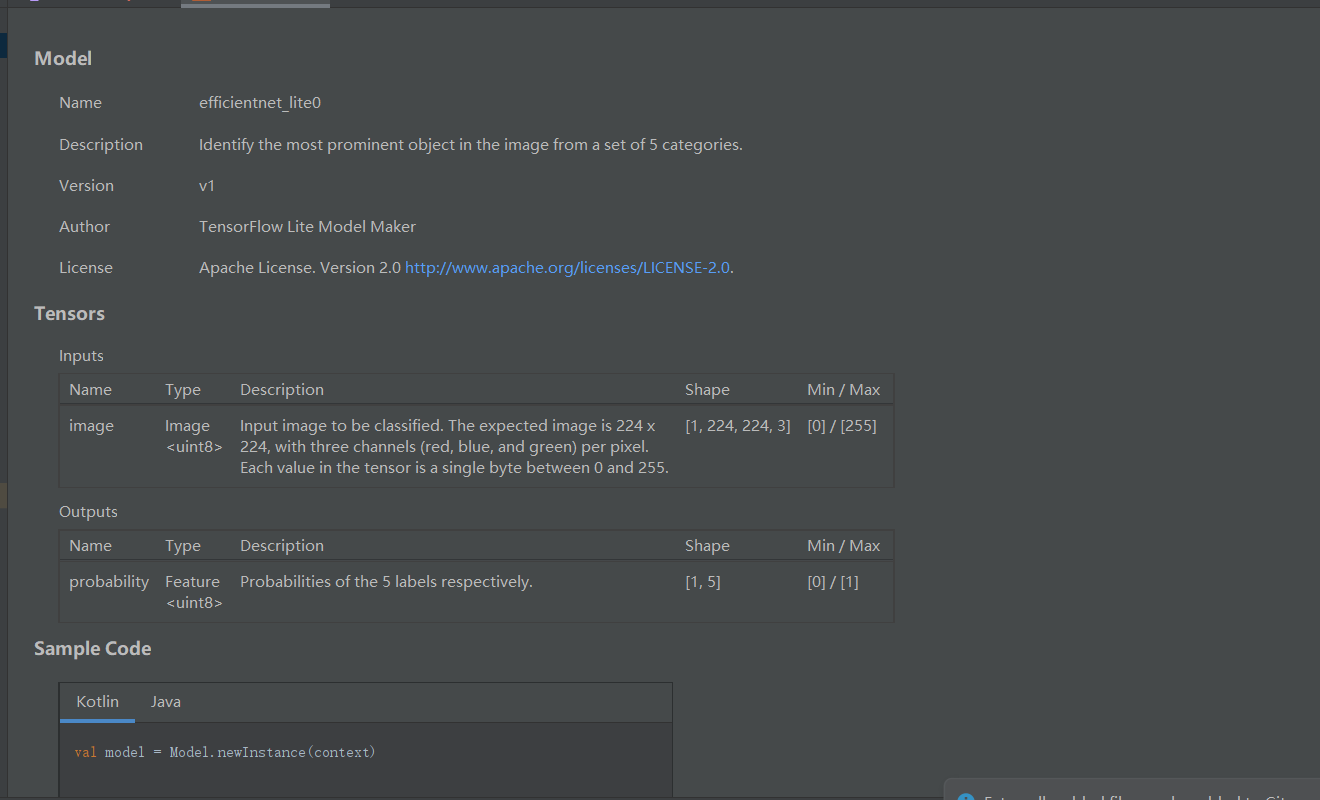 Model
Name efficientnet_lite0
Description Identify the most prominent object in the image from a set of 5 categories.
Version v1
Author TensorFlow Lite Model Maker
License Apache License. Version 2.0 http://www.apache.org/licenses/LICENSE-2.0.
Tensors
Inputs
Name Type Description Shape Min / Max
image Image Input image to be classified. The expected image is 224 x [1, 224, 224, 3] [0] / [255]
<uint8> 224, with three channels (red, blue, and green) per pixel.
Each value in the tensor is a single byte between 0 and 255.
Outputs
Name Type Description Shape Min / Max
probability Feature Probabilities of the 5 labels respectively. [1, 5] [0] / [1]
<uint8>
Sample Code
Kotlin Java
val model = Model.newInstance(context)